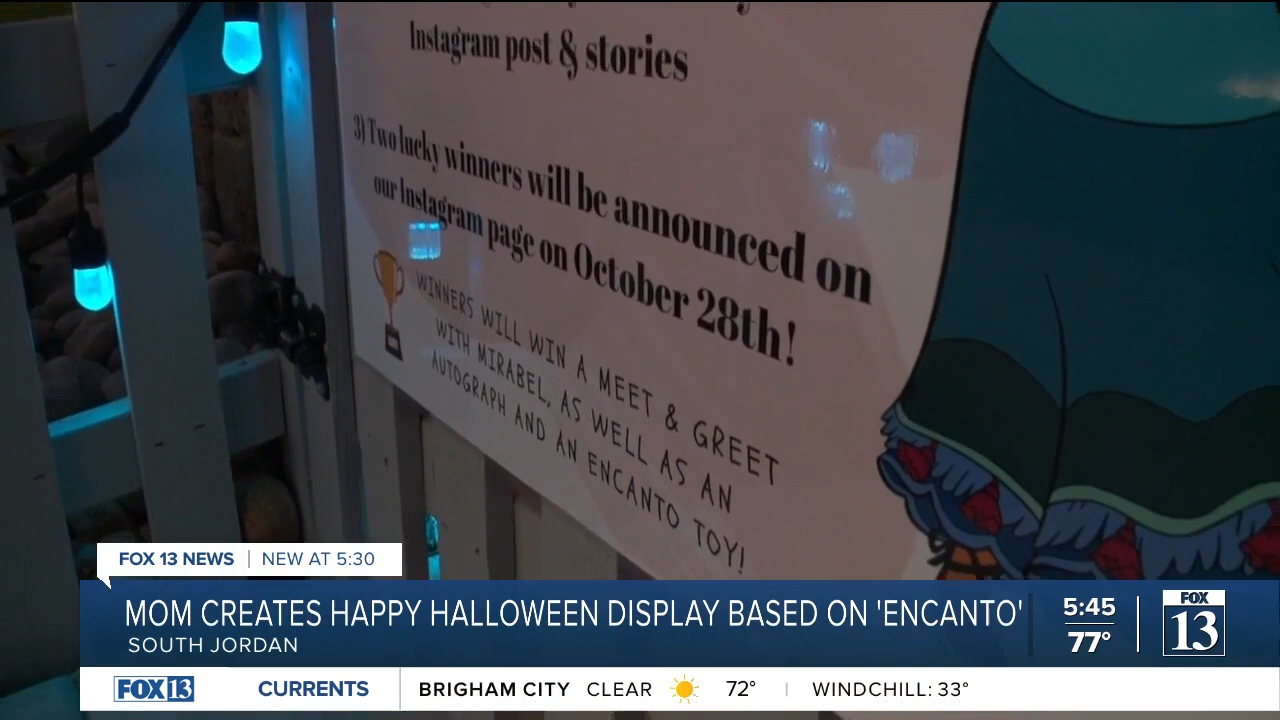 Instagram post & stories
3) Two lucky winners will be announced on
our Instagram page on October 28th!
WINNERS WILL WIN A MEET & GREET
WITH MIRABEL, AS WELL AS AN
AUTOGRAPH AND AN ENCANTO TOY!
FOX 13 NEWS | NEW AT 5:30
MOM CREATES HAPPY HALLOWEEN DISPLAY BASED ON 'ENCANTO'
SOUTH JORDAN
5:45
77°
FOX
13
FOX 13 CURRENTS BRIGHAM CITY CLEAR 72° | WINDCHILL: 33°